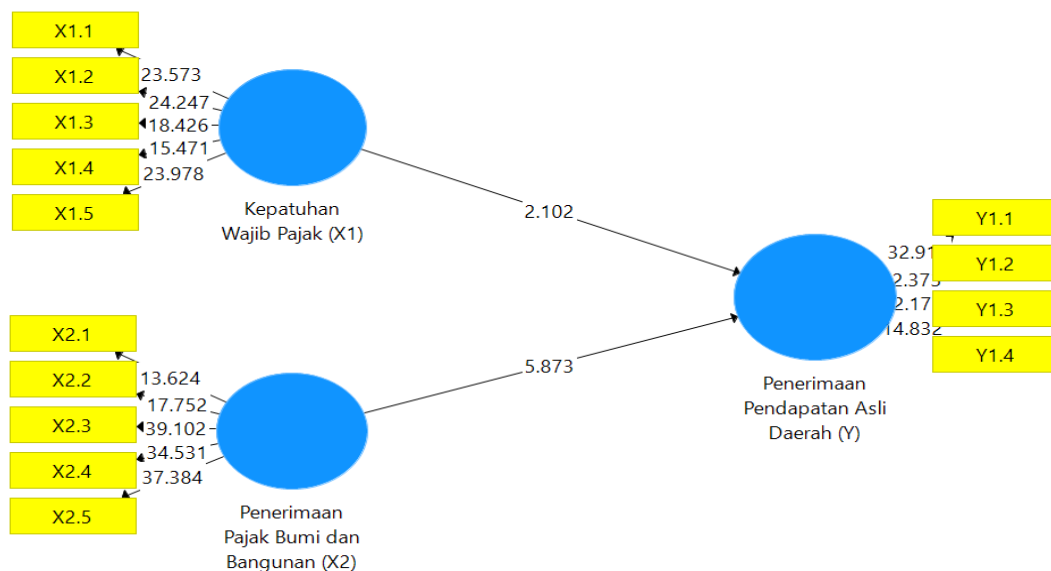 X1.1
X1.2
X1.3
X1.4
X1.5
23.573
24.247
18.426
15.471
23.978
Kepatuhan
Wajib Pajak (X1)
2.102
X2.1
X2.2
X2.3
X2.4
X2.5
13.624
17.752
39.102
34.531
37.384
Penerimaan
Pajak Bumi dan
Bangunan (X2)
5.873
Penerimaan
Pendapatan Asli
Daerah (Y)
14.832
Y1.1
Y1.2
Y1.3
Y1.4